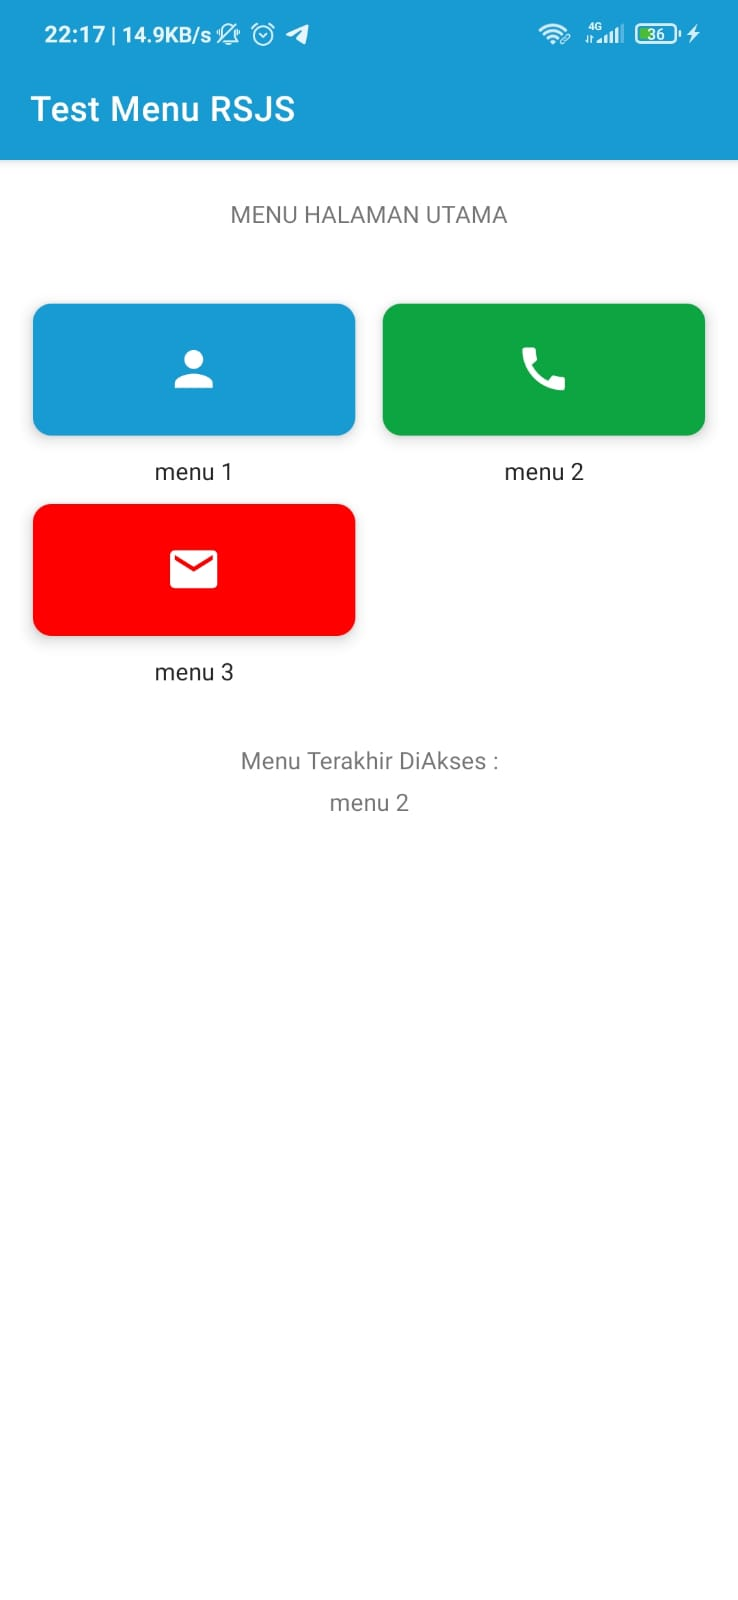 22:17 | 14.9KB/s
4G
36
Test Menu RSJS
MENU HALAMAN UTAMA
menu 1
menu 2
menu 3
Menu Terakhir DiAkses :
menu 2